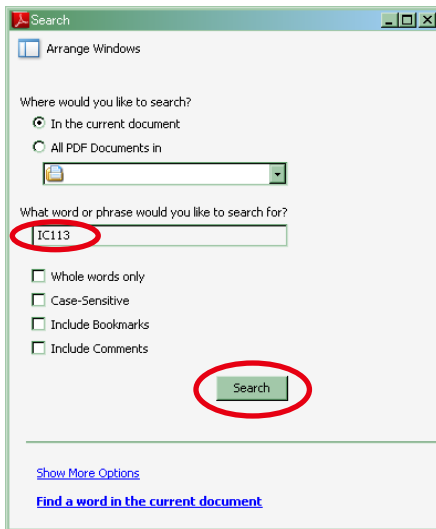 Search
Arrange Windows
Where would you like to search?
In the current document
All PDF Documents in
What word or phrase would you like to search for?
IC113
Whole words only
Case-Sensitive
Include Bookmarks
Include Comments
Search
Show More Options
Find a word in the current document